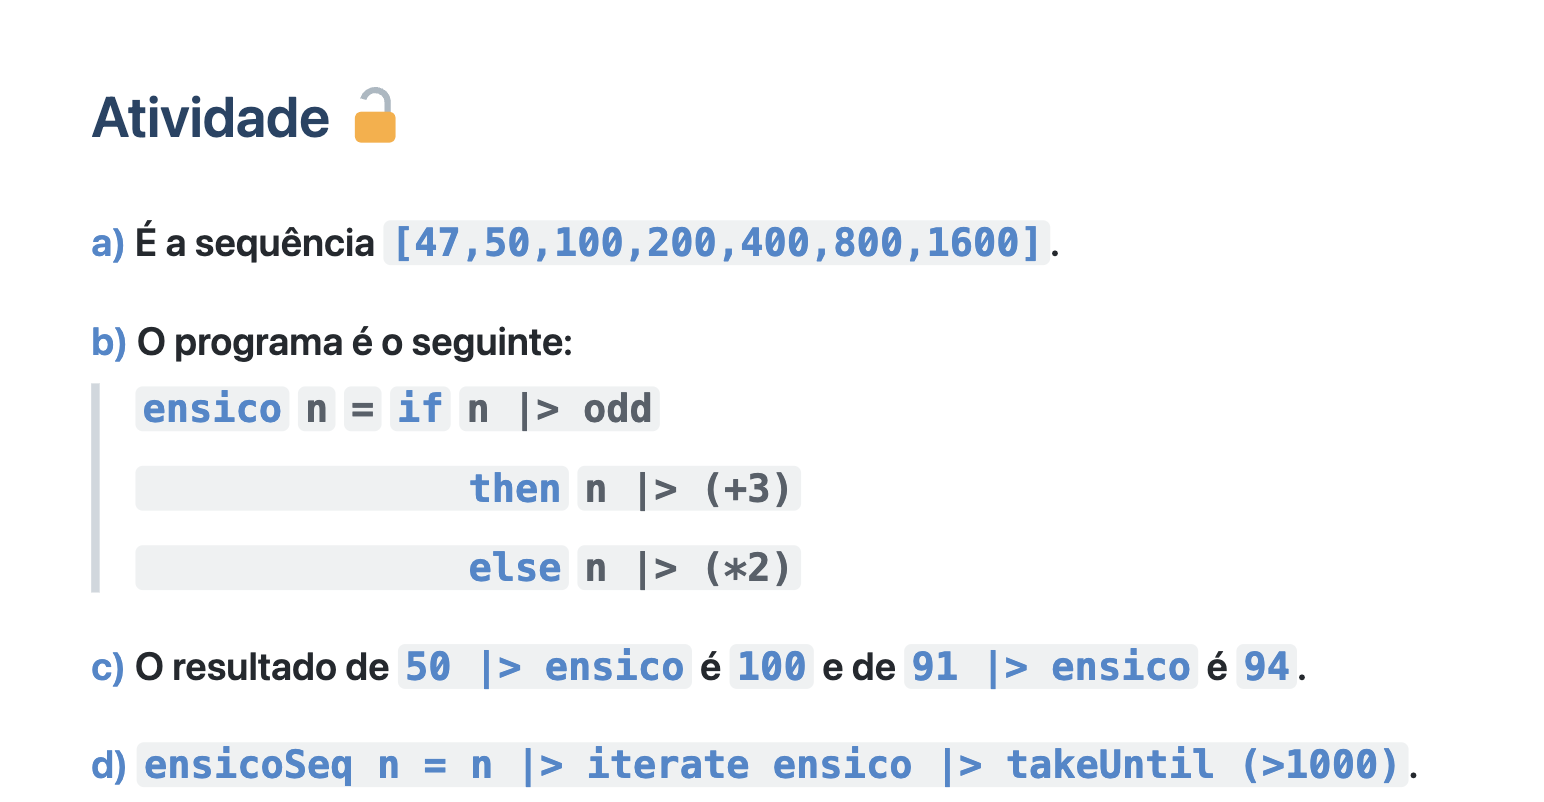 Atividade 🔓
a) É a sequência [47,50,100,200,400,800,1600].
b) O programa é o seguinte:
ensico n = if n |> odd
then n |> (+3)
else n |> (*2)
c) O resultado de 50 |> ensico é 100 e de 91 |> ensico é 94.
d) ensicoSeq n = n |> iterate ensico |> takeUntil (>1000).